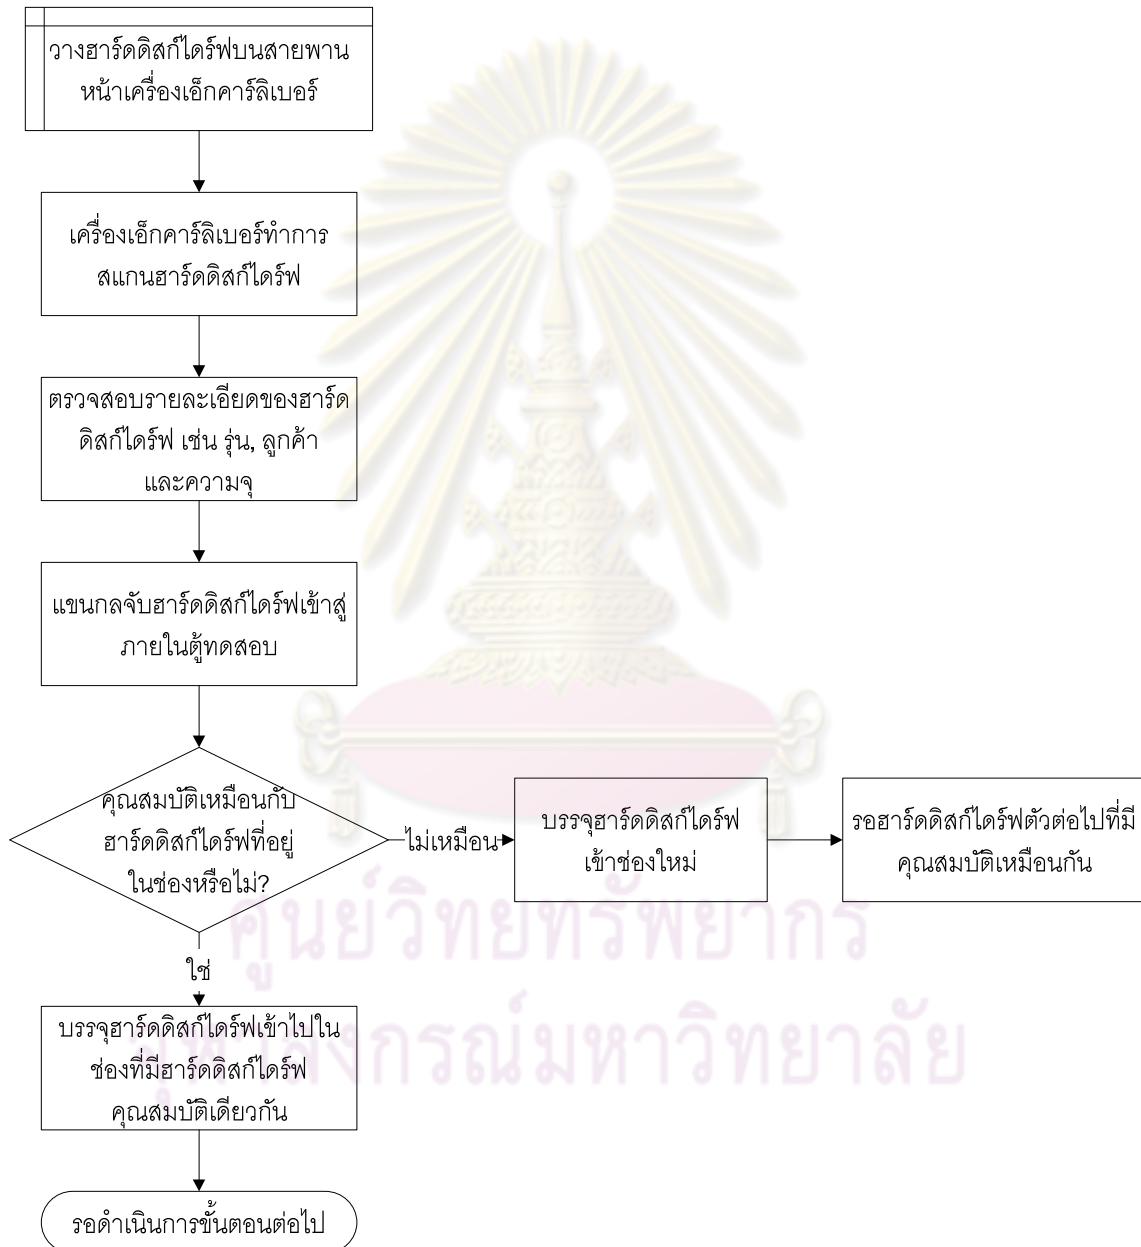 วางฮาร์ดดิสก์ไดร์ฟบนสายพาน
หน้าเครื่องเอ็กคาร์ลิเบอร์
เครื่องเอ็กคาร์ลิเบอร์ทำการ
สแกนฮาร์ดดิสก์ไดร์ฟ
ตรวจสอบรายละเอียดของฮาร์ด
ดิสก์ไดร์ฟ เช่น รุ่น, ลูกค้า
และความจุ
แขนกลจับฮาร์ดดิสก์ไดร์ฟเข้าสู่
ภายในตู้ทดสอบ
คุณสมบัติเหมือนกับ
ฮาร์ดดิสก์ไดร์ฟที่อยู่
ในช่องหรือไม่?
ไม่เหมือน
บรรจุฮาร์ดดิสก์ไดร์ฟ
เข้าช่องใหม่
รอฮาร์ดดิสก์ไดร์ฟตัวต่อไปที่มี
คุณสมบัติเหมือนกัน
ใช่
บรรจุฮาร์ดดิสก์ไดร์ฟเข้าไปใน
ช่องที่มีฮาร์ดดิสก์ไดร์ฟ
คุณสมบัติเดียวกัน
รอดำเนินการขั้นตอนต่อไป
ศูนย์วิทยทรัพยากร
จุฬาลงกรณ์มหาวิทยาลัย